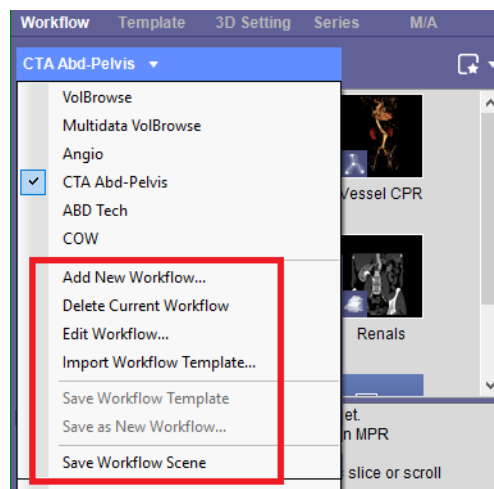 Workflow Template 3D Setting Series M/A
CTA Abd-Pelvis
VolBrowse
Multidata VolBrowse
Angio
CTA Abd-Pelvis
Vessel CPR
ABD Tech
COW
Add New Workflow...
Delete Current Workflow
Edit Workflow...
Renals
Import Workflow Template...
Save Workflow Template
Save as New Workflow...
et.
n MPR
Save Workflow Scene
slice or scroll